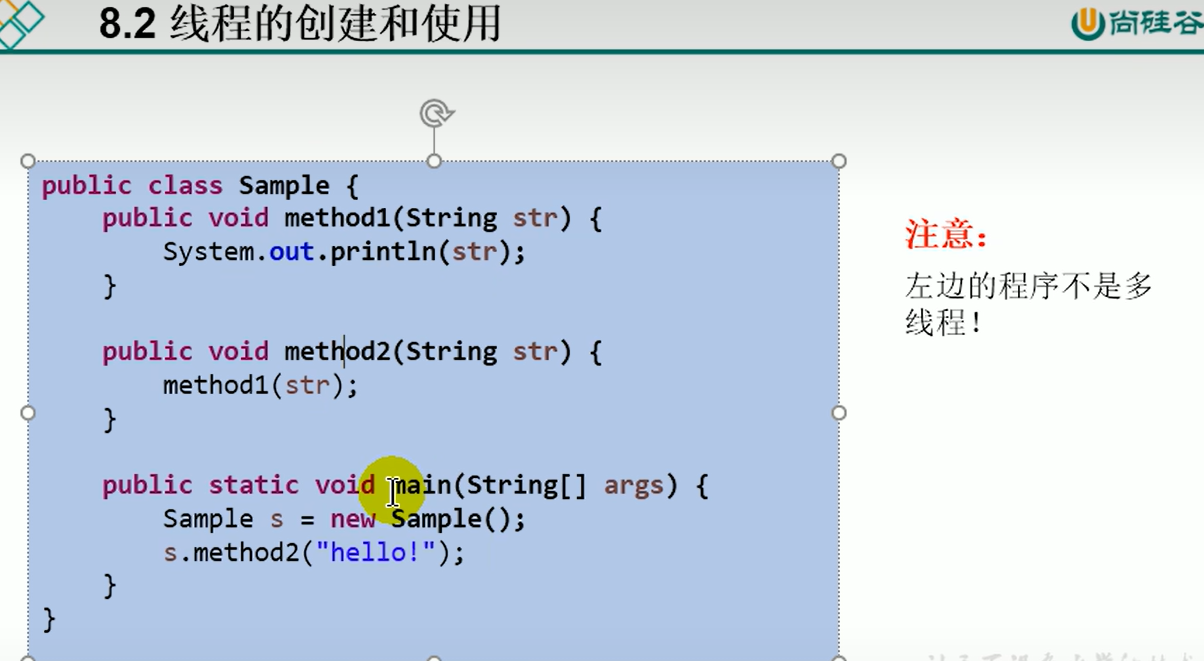 8.2 线程的创建和使用
尚硅谷
public class Sample {
    public void method1(String str) {
        System.out.println(str);
    }

    public void method2(String str) {
        method1(str);
    }

    public static void main(String[] args) {
        Sample s = new Sample();
        s.method2("hello!");
    }
}
注意：
左边的程序不是多
线程！